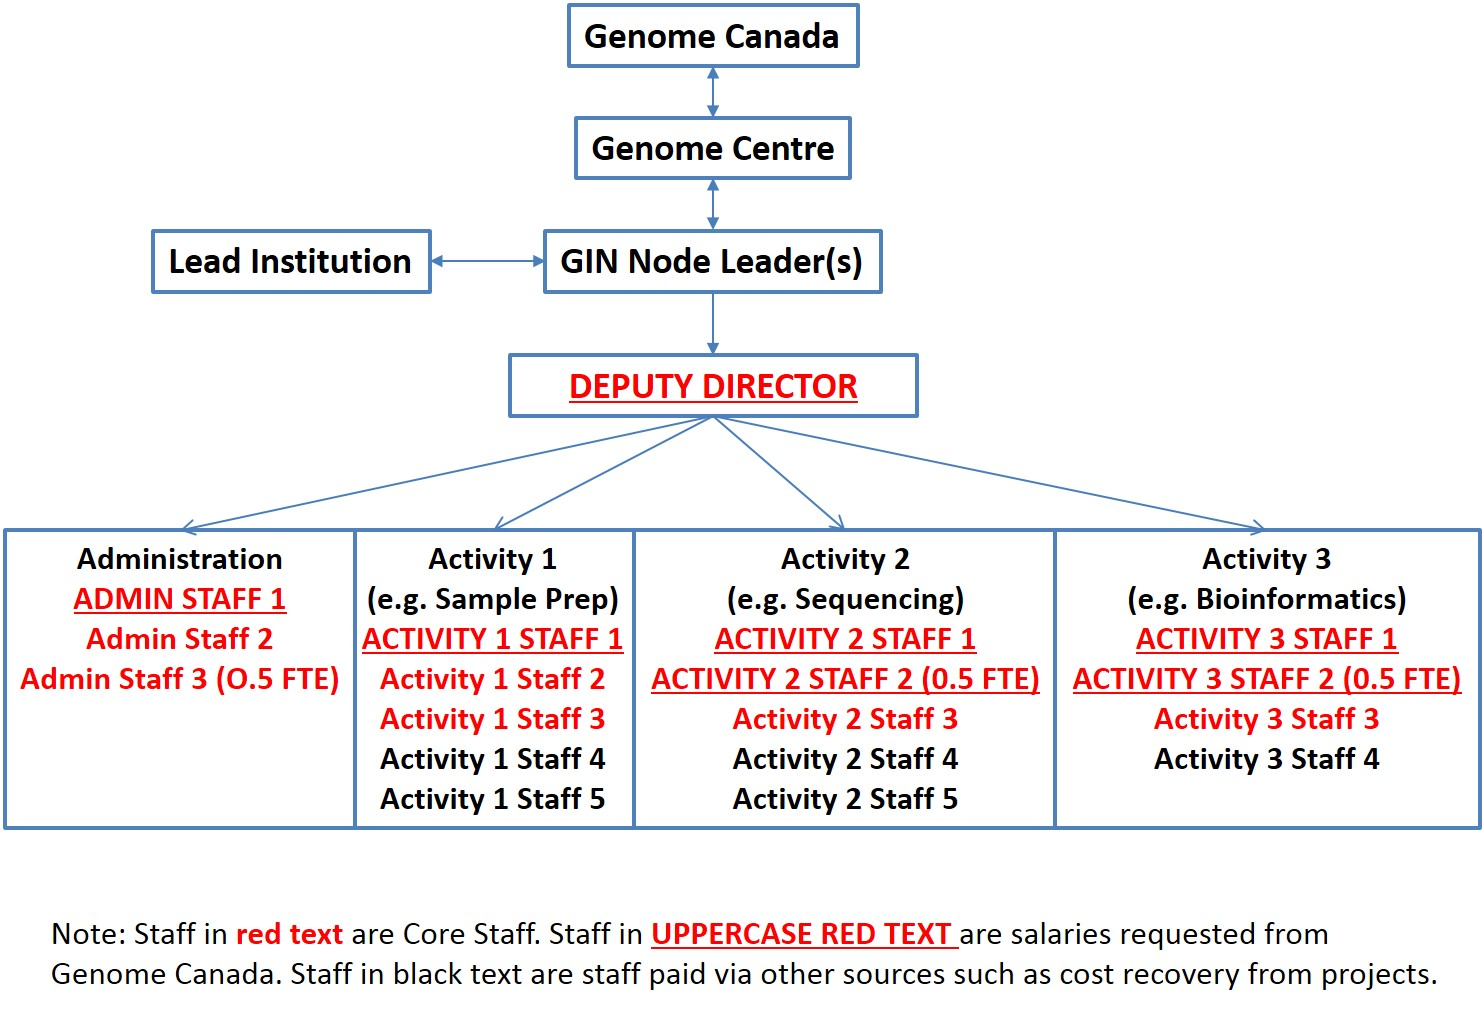 Genome Canada
Genome Centre
Lead Institution
GIN Node Leader(s)
DEPUTY DIRECTOR
Administration
ADMIN STAFF 1
Admin Staff 2
Admin Staff 3 (O.5 FTE)
Activity 1
(e.g. Sample Prep)
ACTIVITY 1 STAFF 1
Activity 1 Staff 2
Activity 1 Staff 3
Activity 1 Staff 4
Activity 1 Staff 5
Activity 2
(e.g. Sequencing)
ACTIVITY 2 STAFF 1
ACTIVITY 2 STAFF 2 (0.5 FTE)
Activity 2 Staff 3
Activity 2 Staff 4
Activity 2 Staff 5
Activity 3
(e.g. Bioinformatics)
ACTIVITY 3 STAFF 1
ACTIVITY 3 STAFF 2 (0.5 FTE)
Activity 3 Staff 3
Activity 3 Staff 4
Note: Staff in red text are Core Staff. Staff in UPPERCASE RED TEXT are salaries requested from
Genome Canada. Staff in black text are staff paid via other sources such as cost recovery from projects.